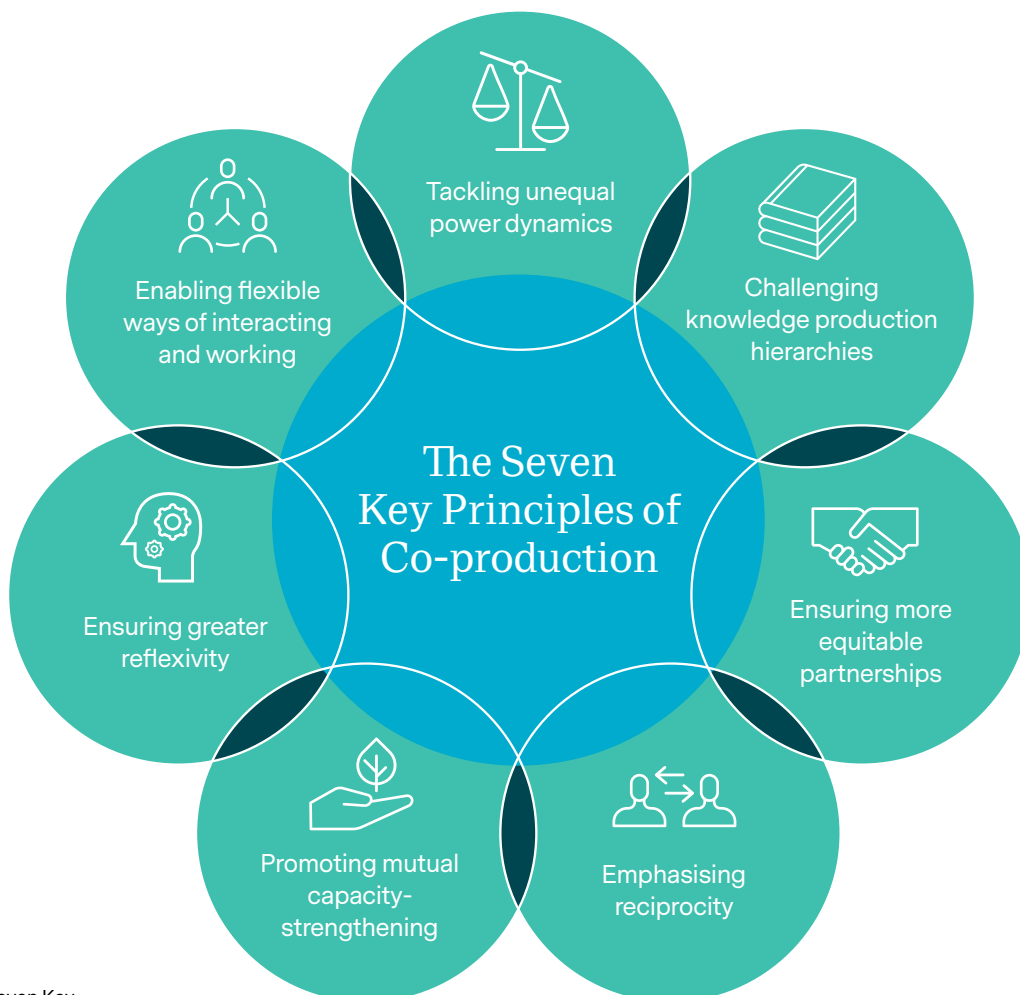 Tackling unequal
power dynamics
Challenging
knowledge production
hierarchies
Enabling flexible
ways of interacting
and working
The Seven
Key Principles of
Co-production
Ensuring more
equitable
partnerships
Ensuring greater
reflexivity
Promoting mutual
capacity-
strengthening
Emphasising
reciprocity
Key